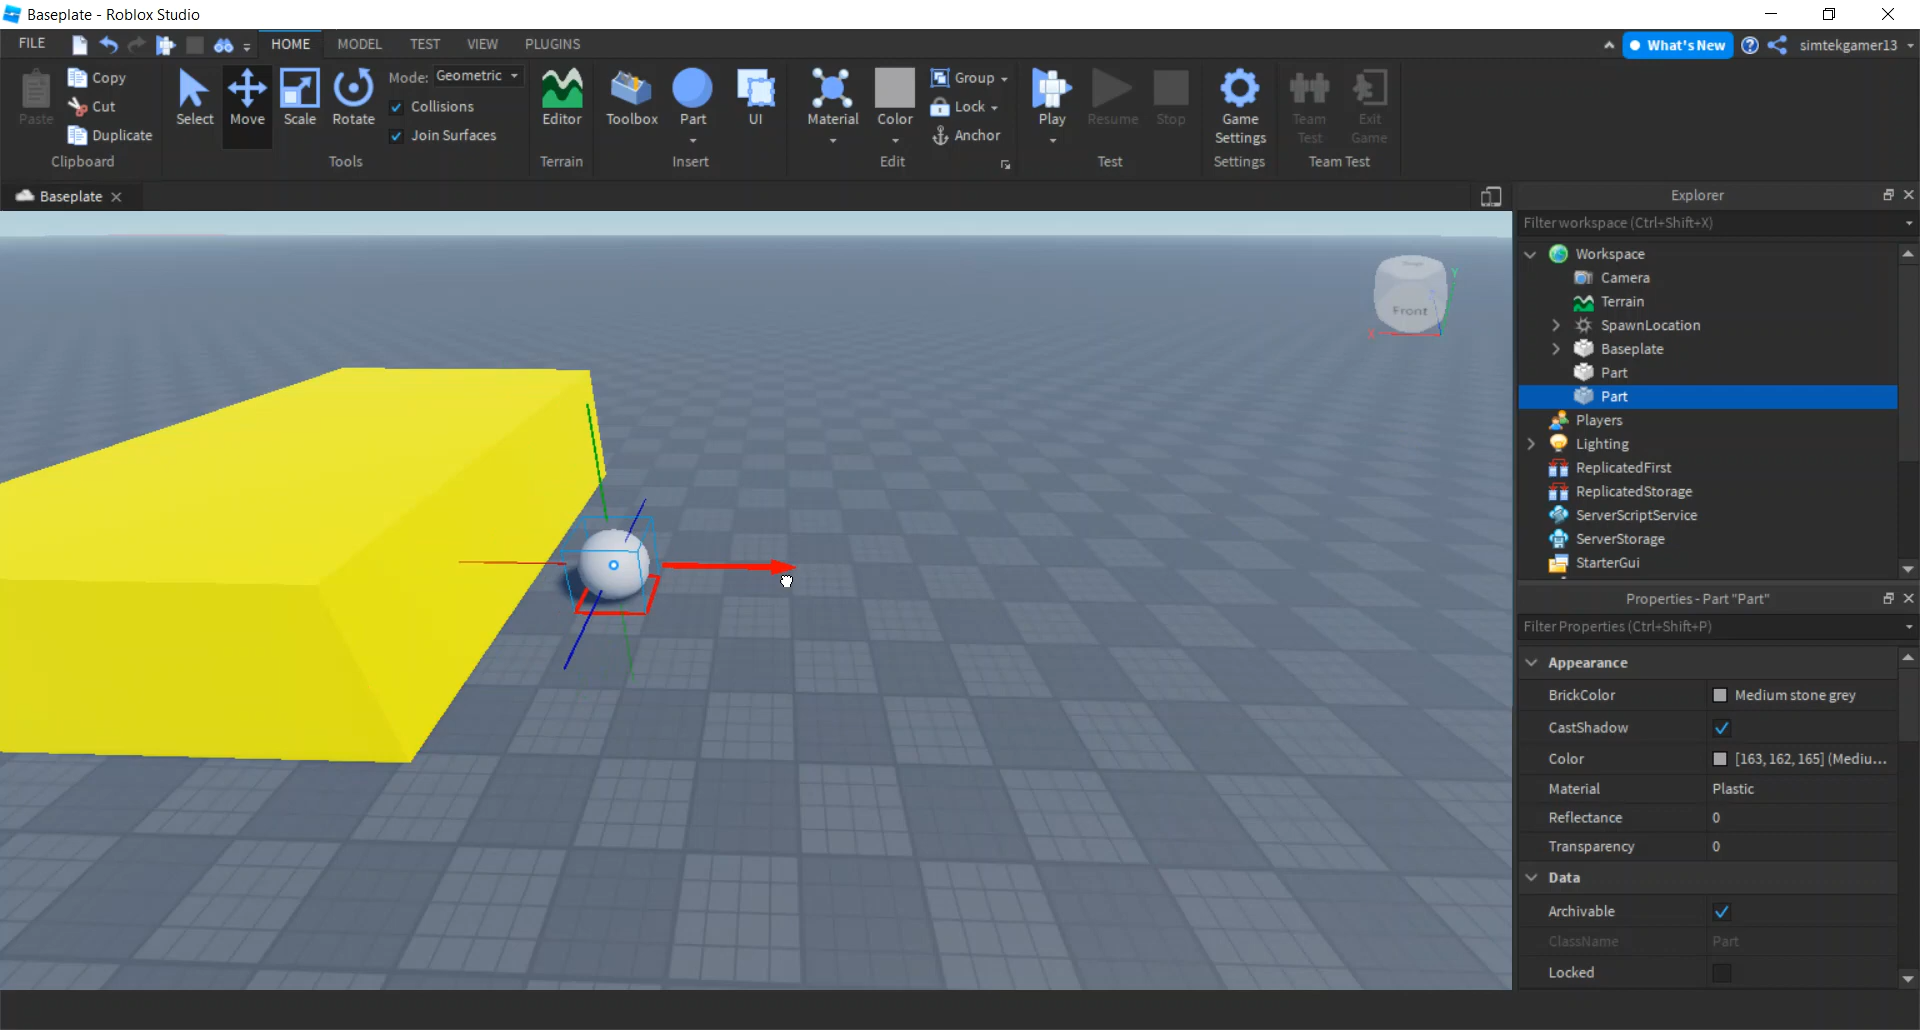 Baseplate - Roblox Studio
FILE
HOME
MODEL
TEST
VIEW
PLUGINS
What's New
simtekgamer13
Paste
Copy
Cut
Duplicate
Clipboard
Select
Move
Scale
Rotate
Mode: Geometric
Collisions
Join Surfaces
Tools
Editor
Terrain
Toolbox
Part
UI
Insert
Material
Color
Group
Lock
Anchor
Edit
Play
Resume
Stop
Test
Game
Settings
Settings
Team
Test
Exit
Game
Team Test
Baseplate
Front
X
Y
Explorer
Filter workspace (Ctrl+Shift+X)
Workspace
Camera
Terrain
SpawnLocation
Baseplate
Part
Part
Players
Lighting
ReplicatedFirst
ReplicatedStorage
ServerScriptService
ServerStorage
StarterGui
Properties - Part "Part"
Filter Properties (Ctrl+Shift+P)
Appearance
BrickColor Medium stone grey
CastShadow
Color [163, 162, 165] (Mediu...
Material Plastic
Reflectance 0
Transparency 0
Data
Archivable
ClassName Part
Locked